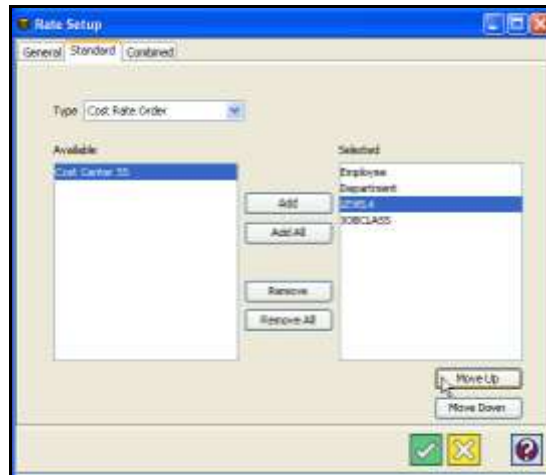 Rate Setup
General Standard Combined
Type Cost Rate Order
Available
Selected
Cost Center 55
Employee
Department
LEVEL4
JOBCLASS
Add
Add All
Remove
Remove All
Move Up
Move Down